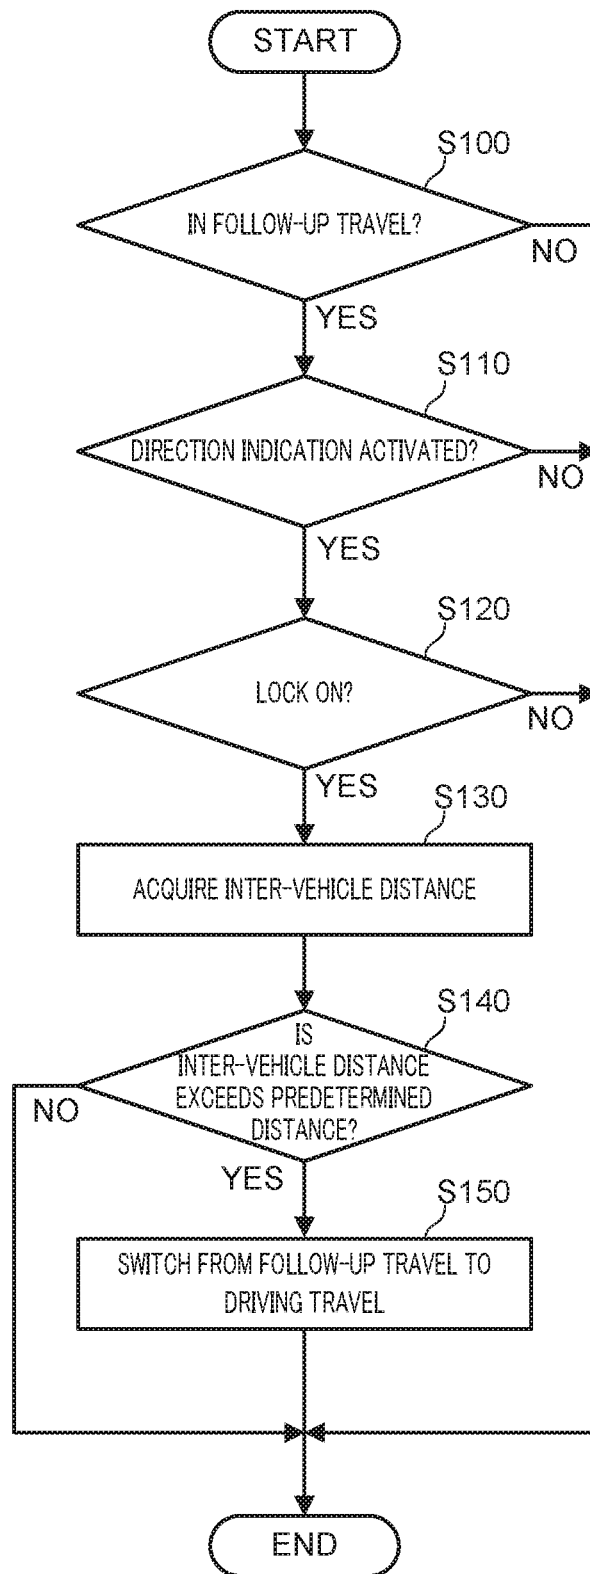 START
S100
IN FOLLOW-UP TRAVEL?
NO
YES
S110
DIRECTION INDICATION ACTIVATED?
NO
YES
S120
LOCK ON?
NO
YES
S130
ACQUIRE INTER-VEHICLE DISTANCE
S140
IS
INTER-VEHICLE DISTANCE
EXCEEDS PREDETERMINED
DISTANCE?
NO
YES
S150
SWITCH FROM FOLLOW-UP TRAVEL TO
DRIVING TRAVEL
END